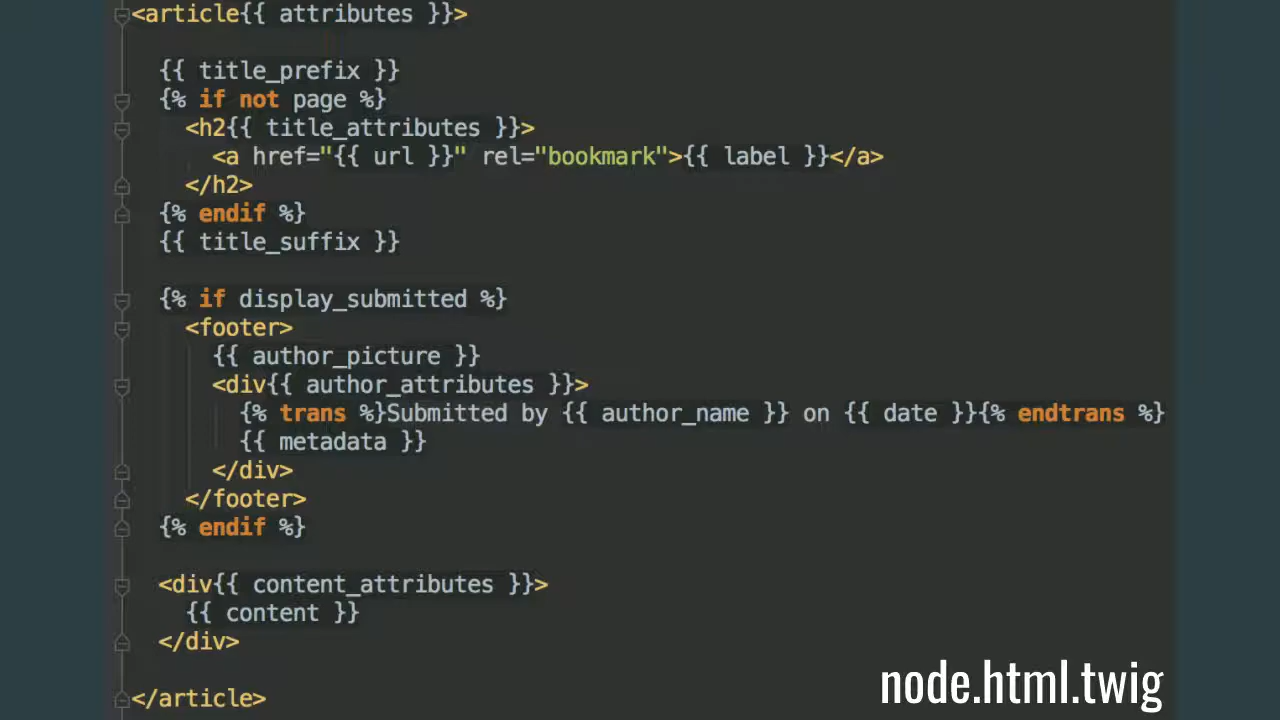 <article{{ attributes }}>
{{ title_prefix }}
{% if not page %}
<h2{{ title_attributes }}>
<a href="{{ url }}" rel="bookmark">{{ label }}</a>
</h2>
{% endif %}
{{ title_suffix }}
{% if display_submitted %}
<footer>
{{ author_picture }}
<div{{ author_attributes }}>
{% trans %}Submitted by {{ author_name }} on {{ date }}{% endtrans %}
{{ metadata }}
</div>
</footer>
{% endif %}
<div{{ content_attributes }}>
{{ content }}
</div>
</article>
node.html.twig